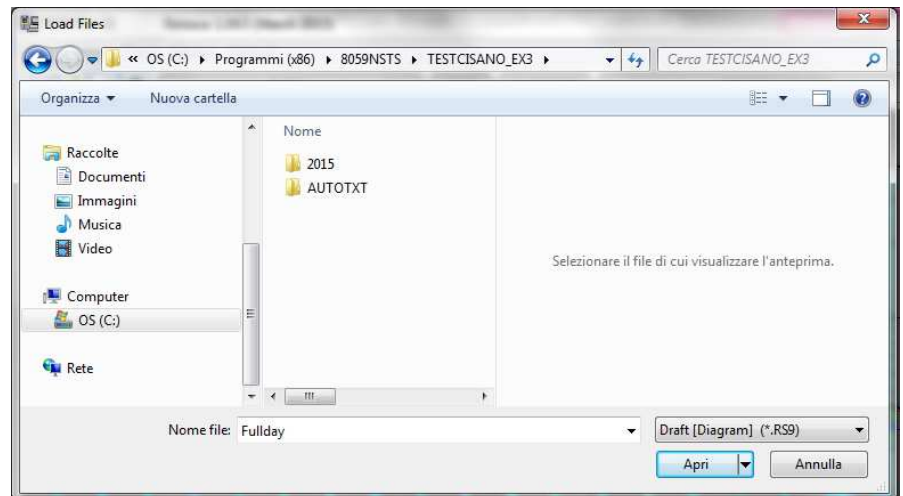 Load Files
« OS (C:) ▸ Programmi (x86) ▸ 8059NSTS ▸ TESTCISANO_EX3 ▸ Cerca TESTCISANO_EX3
Organizza Nuova cartella
Raccolte
Documenti
Immagini
Musica
Video
Computer
OS (C:)
Rete
Nome
2015
AUTOTXT
Selezionare il file di cui visualizzare l'anteprima.
Nome file: Fullday Draft [Diagram] (*.RS9)
Apri Annulla